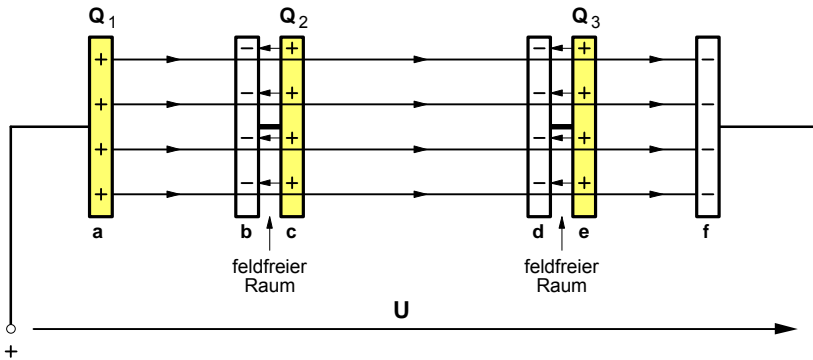 Q1 Q2 Q3
+ − + − + −
+ − + − + −
+ − + − + −
+ − + − + −
a b c d e f
feldfreier feldfreier
Raum Raum
U
+